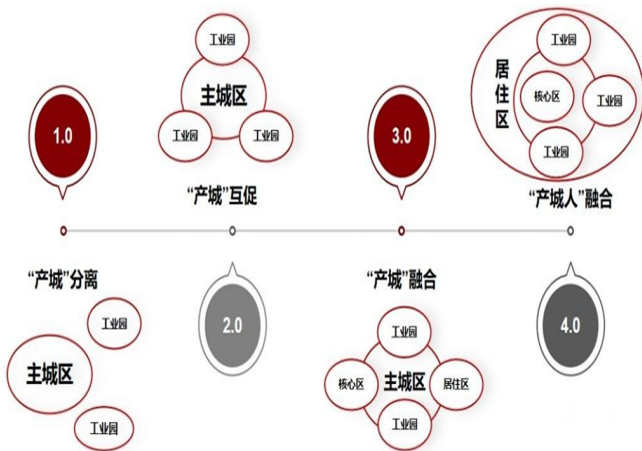 1.0
“产城”分离
主城区
工业园
工业园
2.0
“产城”互促
工业园
主城区
工业园
工业园
3.0
“产城”融合
工业园
核心区
主城区
居住区
工业园
4.0
“产城人”融合
居住区
工业园
核心区
工业园
工业园